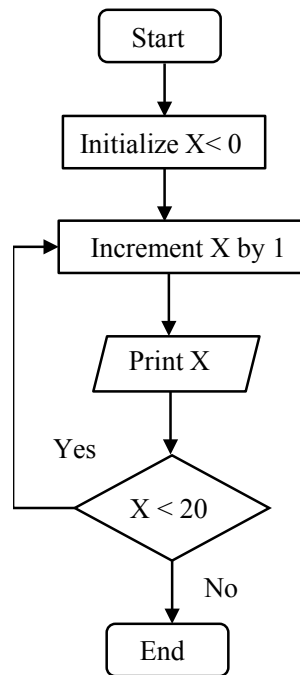 Start
Initialize X< 0
Increment X by 1
Print X
Yes
X < 20
No
End